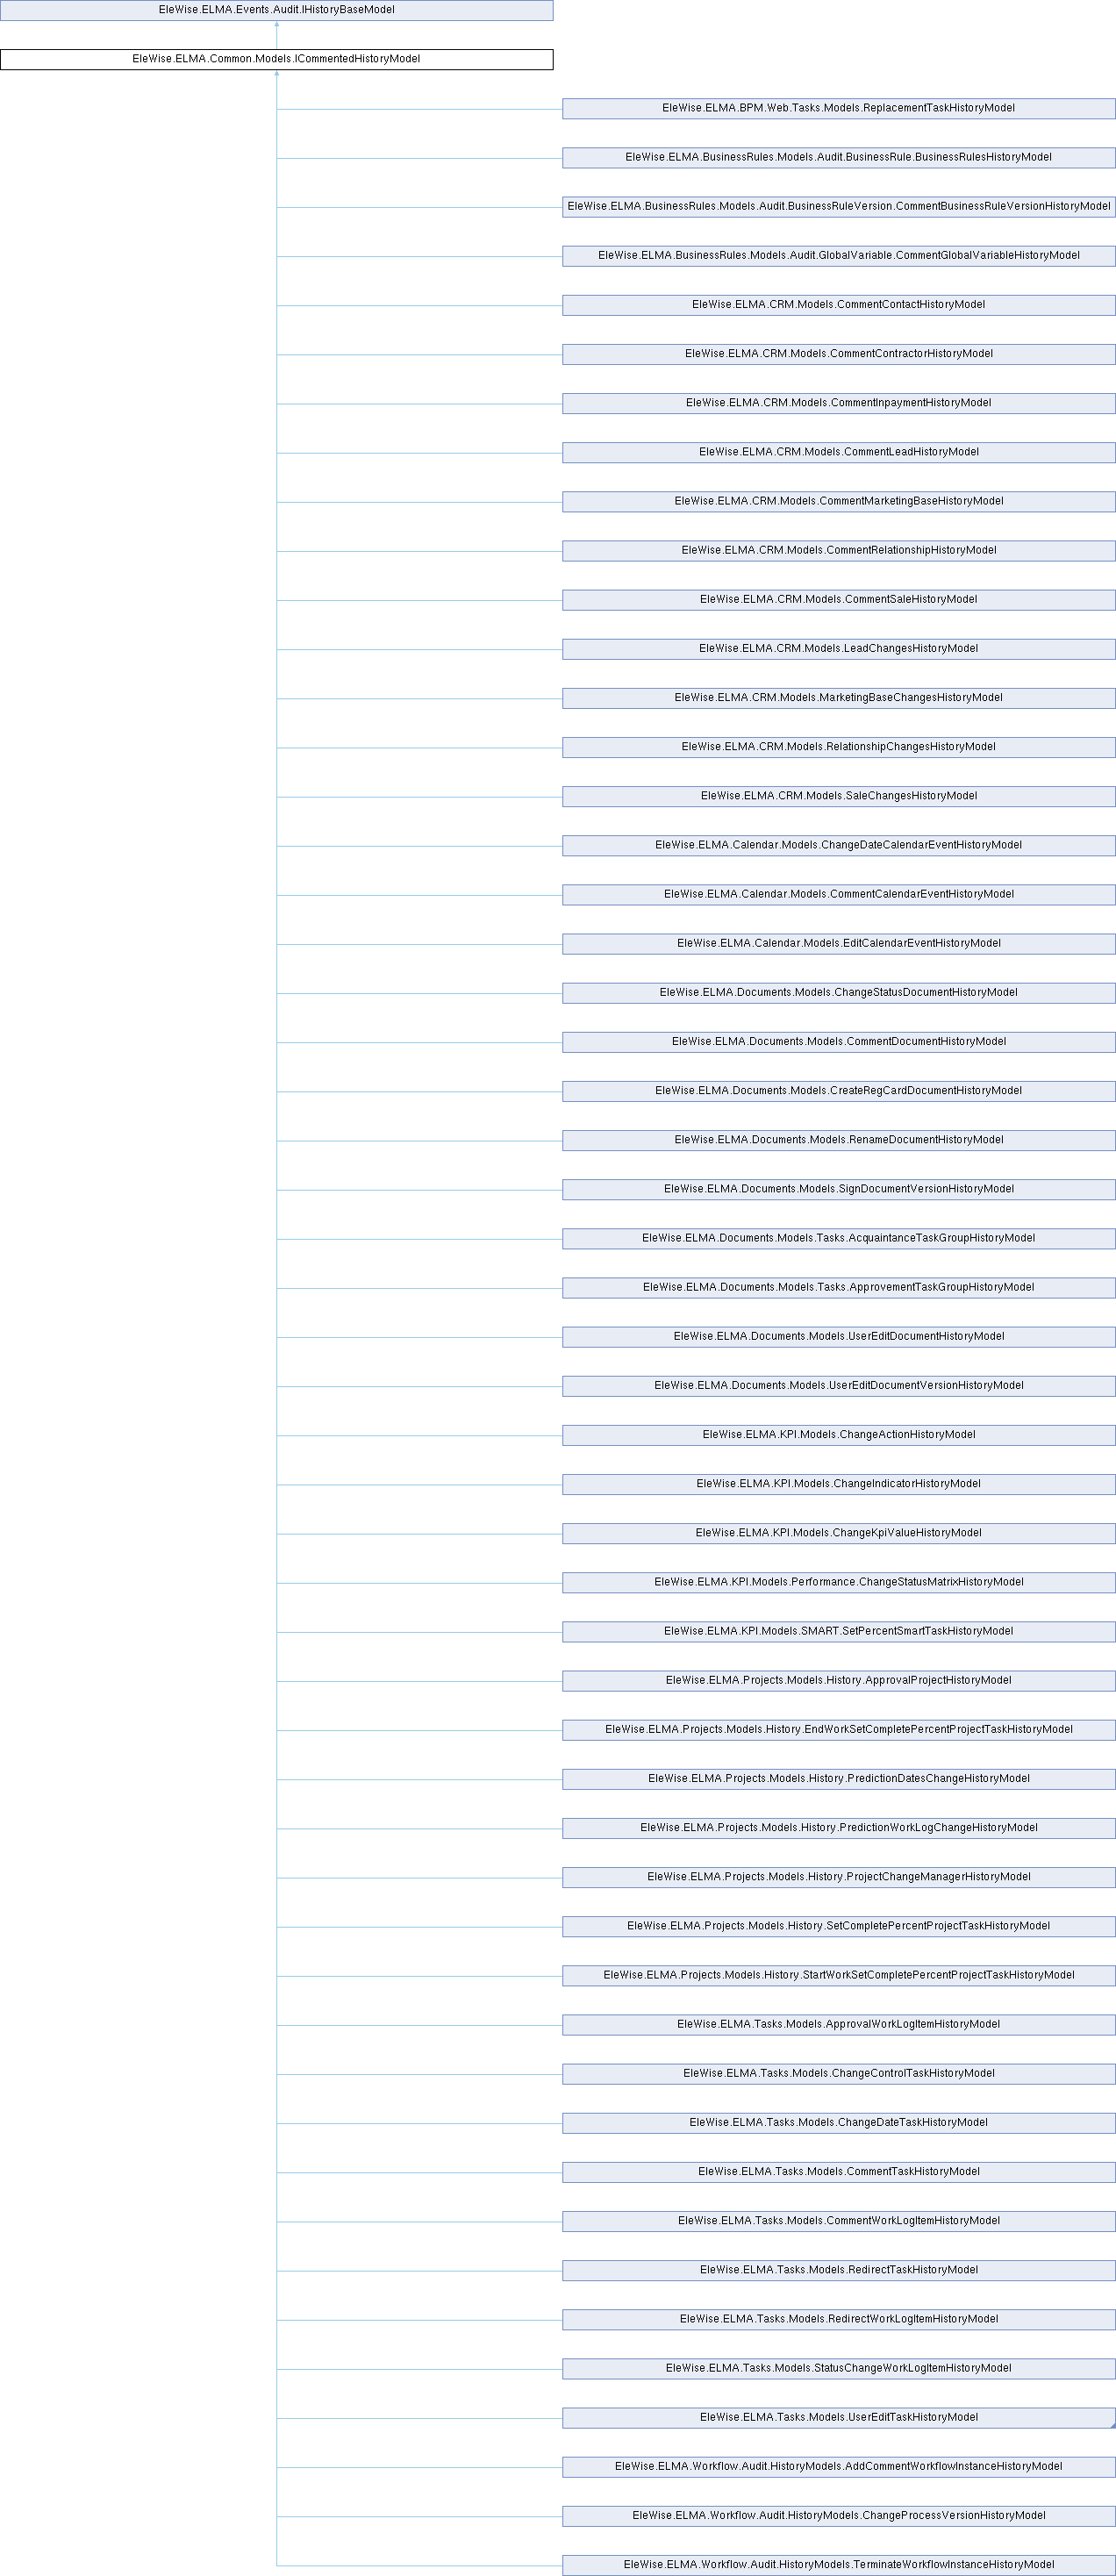 EleWise.ELMA.Events.Audit.IHistoryBaseModel
EleWise.ELMA.Common.Models.ICommentedHistoryModel
EleWise.ELMA.BPM.Web.Tasks.Models.ReplacementTaskHistoryModel
EleWise.ELMA.BusinessRules.Models.Audit.BusinessRule.BusinessRulesHistoryModel
EleWise.ELMA.BusinessRules.Models.Audit.BusinessRuleVersion.CommentBusinessRuleVersionHistoryModel
EleWise.ELMA.BusinessRules.Models.Audit.GlobalVariable.CommentGlobalVariableHistoryModel
EleWise.ELMA.CRM.Models.CommentContactHistoryModel
EleWise.ELMA.CRM.Models.CommentContractorHistoryModel
EleWise.ELMA.CRM.Models.CommentInpaymentHistoryModel
EleWise.ELMA.CRM.Models.CommentLeadHistoryModel
EleWise.ELMA.CRM.Models.CommentMarketingBaseHistoryModel
EleWise.ELMA.CRM.Models.CommentRelationshipHistoryModel
EleWise.ELMA.CRM.Models.CommentSaleHistoryModel
EleWise.ELMA.CRM.Models.LeadChangesHistoryModel
EleWise.ELMA.CRM.Models.MarketingBaseChangesHistoryModel
EleWise.ELMA.CRM.Models.RelationshipChangesHistoryModel
EleWise.ELMA.CRM.Models.SaleChangesHistoryModel
EleWise.ELMA.Calendar.Models.ChangeDateCalendarEventHistoryModel
EleWise.ELMA.Calendar.Models.CommentCalendarEventHistoryModel
EleWise.ELMA.Calendar.Models.EditCalendarEventHistoryModel
EleWise.ELMA.Documents.Models.ChangeStatusDocumentHistoryModel
EleWise.ELMA.Documents.Models.CommentDocumentHistoryModel
EleWise.ELMA.Documents.Models.CreateRegCardDocumentHistoryModel
EleWise.ELMA.Documents.Models.RenameDocumentHistoryModel
EleWise.ELMA.Documents.Models.SignDocumentVersionHistoryModel
EleWise.ELMA.Documents.Models.Tasks.AcquaintanceTaskGroupHistoryModel
EleWise.ELMA.Documents.Models.Tasks.ApprovementTaskGroupHistoryModel
EleWise.ELMA.Documents.Models.UserEditDocumentHistoryModel
EleWise.ELMA.Documents.Models.UserEditDocumentVersionHistoryModel
EleWise.ELMA.KPI.Models.ChangeActionHistoryModel
EleWise.ELMA.KPI.Models.ChangeIndicatorHistoryModel
EleWise.ELMA.KPI.Models.ChangeKpiValueHistoryModel
EleWise.ELMA.KPI.Models.Performance.ChangeStatusMatrixHistoryModel
EleWise.ELMA.KPI.Models.SMART.SetPercentSmartTaskHistoryModel
EleWise.ELMA.Projects.Models.History.ApprovalProjectHistoryModel
EleWise.ELMA.Projects.Models.History.EndWorkSetCompletePercentProjectTaskHistoryModel
EleWise.ELMA.Projects.Models.History.PredictionDatesChangeHistoryModel
EleWise.ELMA.Projects.Models.History.PredictionWorkLogChangeHistoryModel
EleWise.ELMA.Projects.Models.History.ProjectChangeManagerHistoryModel
EleWise.ELMA.Projects.Models.History.SetCompletePercentProjectTaskHistoryModel
EleWise.ELMA.Projects.Models.History.StartWorkSetCompletePercentProjectTaskHistoryModel
EleWise.ELMA.Tasks.Models.ApprovalWorkLogItemHistoryModel
EleWise.ELMA.Tasks.Models.ChangeControlTaskHistoryModel
EleWise.ELMA.Tasks.Models.ChangeDateTaskHistoryModel
EleWise.ELMA.Tasks.Models.CommentTaskHistoryModel
EleWise.ELMA.Tasks.Models.CommentWorkLogItemHistoryModel
EleWise.ELMA.Tasks.Models.RedirectTaskHistoryModel
EleWise.ELMA.Tasks.Models.RedirectWorkLogItemHistoryModel
EleWise.ELMA.Tasks.Models.StatusChangeWorkLogItemHistoryModel
EleWise.ELMA.Tasks.Models.UserEditTaskHistoryModel
EleWise.ELMA.Workflow.Audit.HistoryModels.AddCommentWorkflowInstanceHistoryModel
EleWise.ELMA.Workflow.Audit.HistoryModels.ChangeProcessVersionHistoryModel
EleWise.ELMA.Workflow.Audit.HistoryModels.TerminateWorkflowInstanceHistoryModel